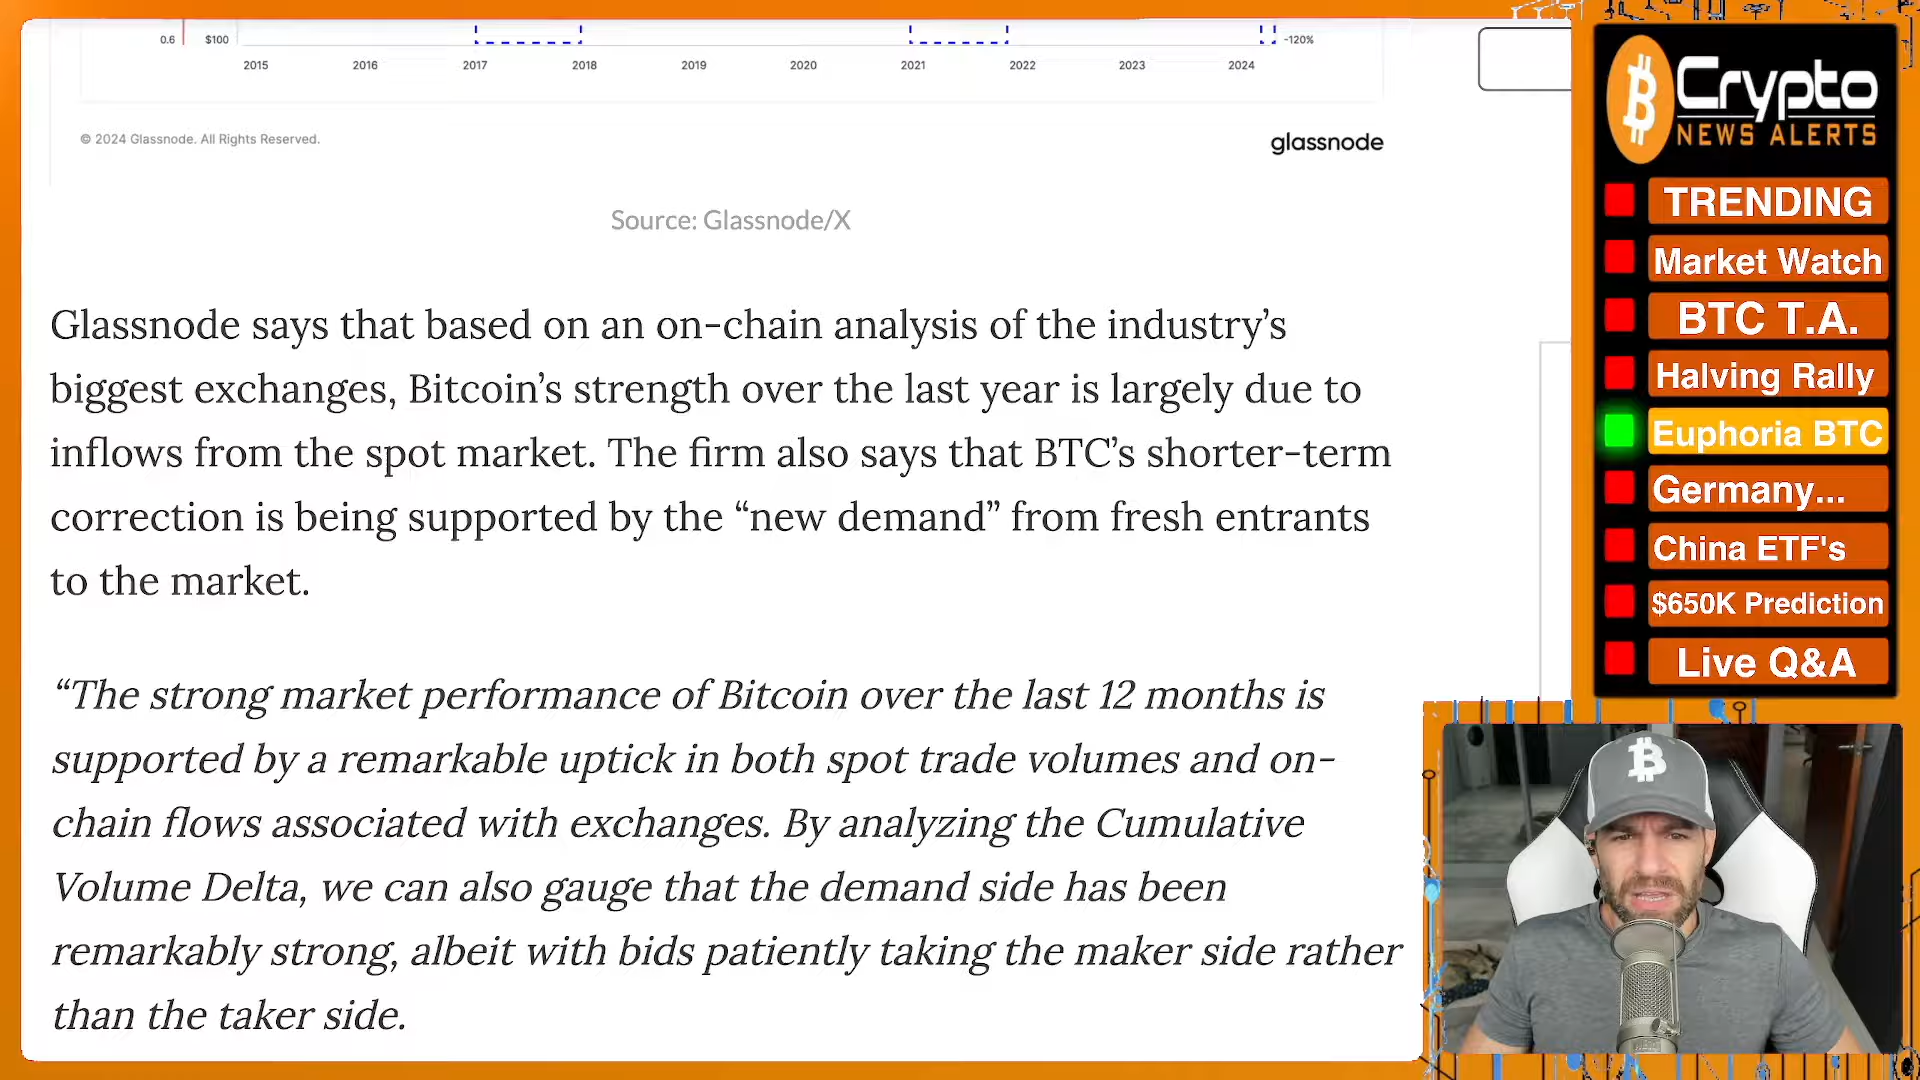 0.6 $100 -120%
2015 2016 2017 2018 2019 2020 2021 2022 2023 2024
© 2024 Glassnode. All Rights Reserved.
glassnode
Source: Glassnode/X
Glassnode says that based on an on-chain analysis of the industry’s
biggest exchanges, Bitcoin’s strength over the last year is largely due to
inflows from the spot market. The firm also says that BTC’s shorter-term
correction is being supported by the “new demand” from fresh entrants
to the market.
“The strong market performance of Bitcoin over the last 12 months is
supported by a remarkable uptick in both spot trade volumes and on-
chain flows associated with exchanges. By analyzing the Cumulative
Volume Delta, we can also gauge that the demand side has been
remarkably strong, albeit with bids patiently taking the maker side rather
than the taker side.
Crypto
NEWS ALERTS
TRENDING
Market Watch
BTC T.A.
Halving Rally
Euphoria BTC
Germany...
China ETF's
$650K Prediction
Live Q&A